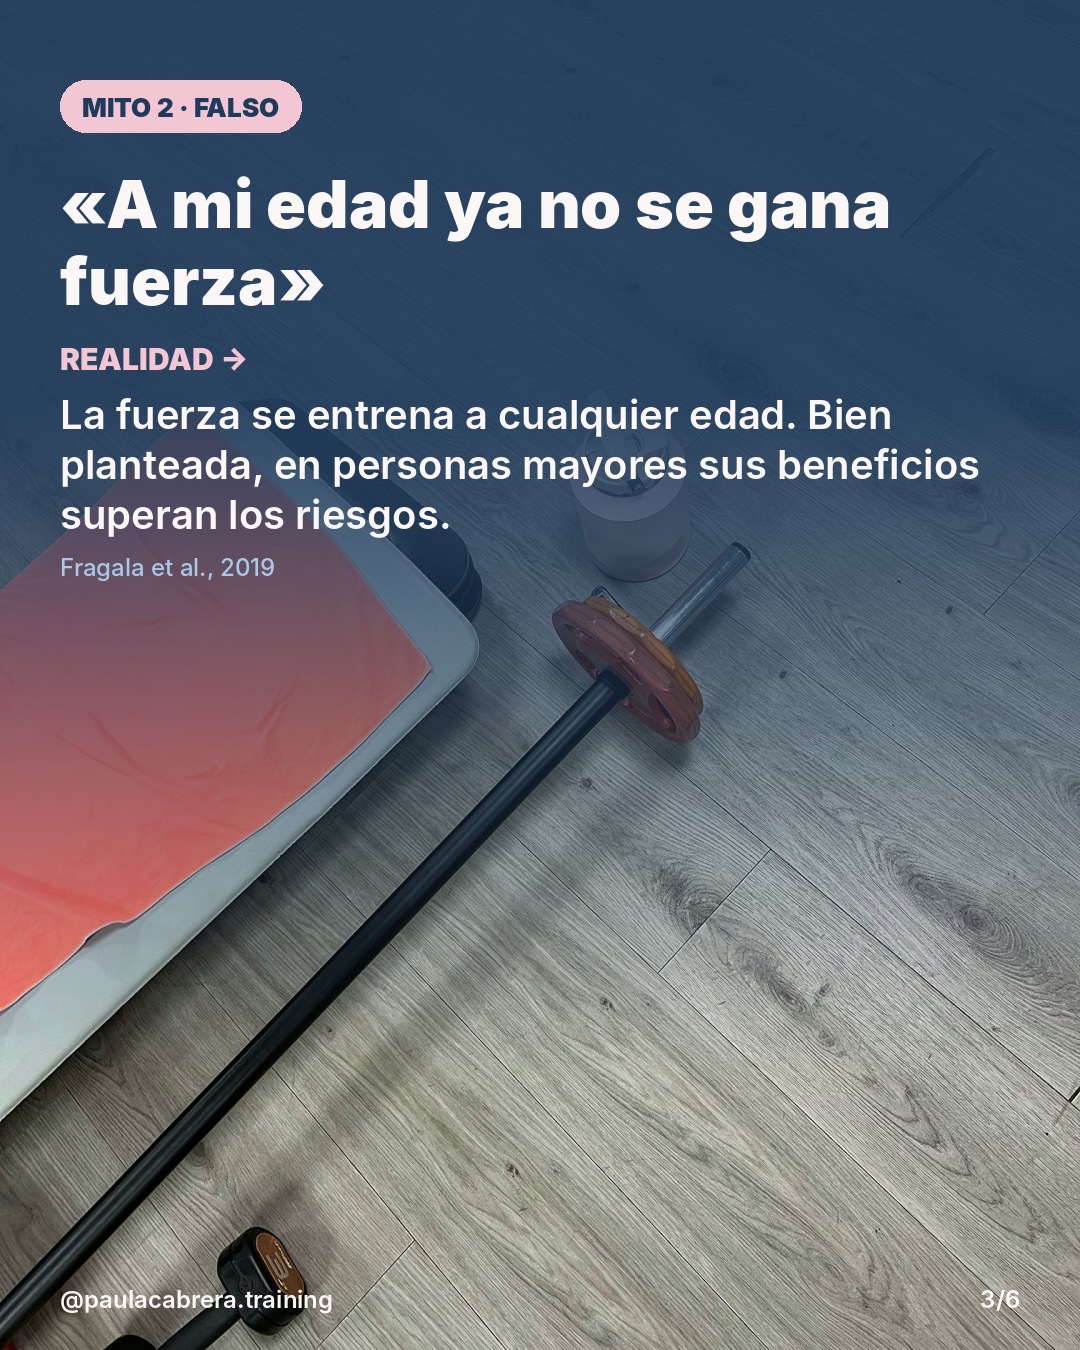 MITO 2 · FALSO
«A mi edad ya no se gana
fuerza»
REALIDAD →
La fuerza se entrena a cualquier edad. Bien
planteada, en personas mayores sus beneficios
superan los riesgos.
Fragala et al., 2019
@paulacabrera.training
3/6